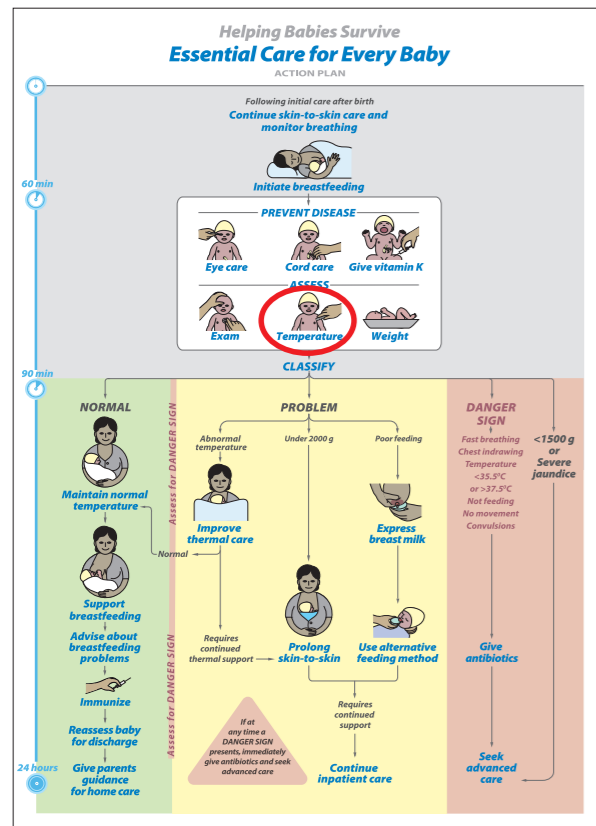 Helping Babies Survive
Essential Care for Every Baby
ACTION PLAN
Following initial care after birth
Continue skin-to-skin care and
monitor breathing
Initiate breastfeeding
60 min
PREVENT DISEASE
Eye care
Cord care
Give vitamin K
ASSESS
Exam
Temperature
Weight
CLASSIFY
90 min
NORMAL
Maintain normal
temperature
Support
breastfeeding
Advise about
breastfeeding
problems
Immunize
Reassess baby
for discharge
Give parents
guidance
for home care
Assess for DANGER SIGN
Assess for DANGER SIGN
PROBLEM
Abnormal
temperature
Improve
thermal care
Normal
Requires
continued
thermal support
Under 2000 g
Prolong
skin-to-skin
Poor feeding
Express
breast milk
Use alternative
feeding method
Requires
continued
support
Continue
inpatient care
If at
any time a
DANGER SIGN
presents, immediately
give antibiotics and seek
advanced care
DANGER
SIGN
Fast breathing
Chest indrawing
Temperature
<35.5°C
or >37.5°C
Not feeding
No movement
Convulsions
Give
antibiotics
Seek
advanced
care
<1500 g
or
Severe
jaundice
24 hours